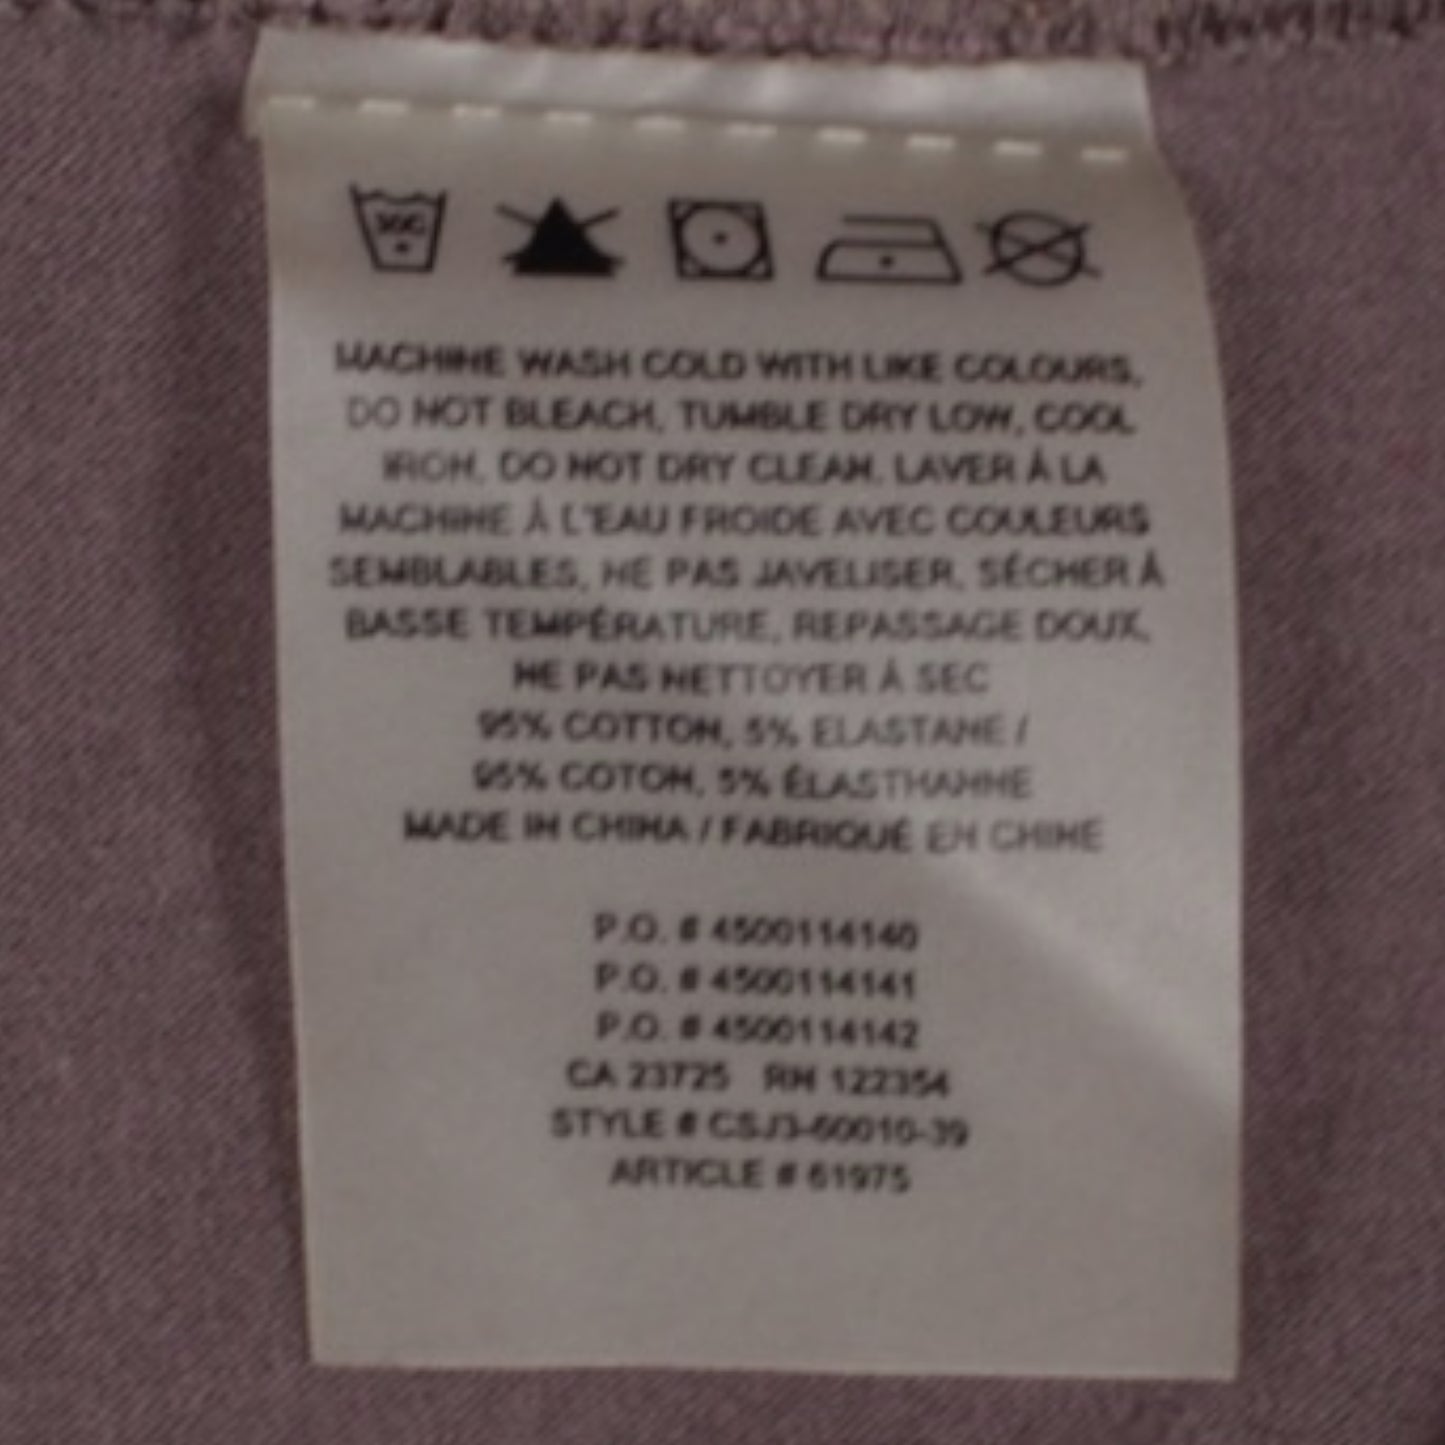 30C
MACHINE WASH COLD WITH LIKE COLOURS,
DO NOT BLEACH, TUMBLE DRY LOW, COOL
IRON, DO NOT DRY CLEAN. LAVER À LA
MACHINE À L'EAU FROIDE AVEC COULEURS
SEMBLABLES, NE PAS JAVELISER, SÉCHER À
BASSE TEMPÉRATURE, REPASSAGE DOUX,
NE PAS NETTOYER À SEC
95% COTTON, 5% ELASTANE /
95% COTON, 5% ÉLASTHANNE
MADE IN CHINA / FABRIQUÉ EN CHINE
P.O. # 4500114140
P.O. # 4500114141
P.O. # 4500114142
CA 23725 RN 122354
STYLE # CSJ3-60010-39
ARTICLE # 61975